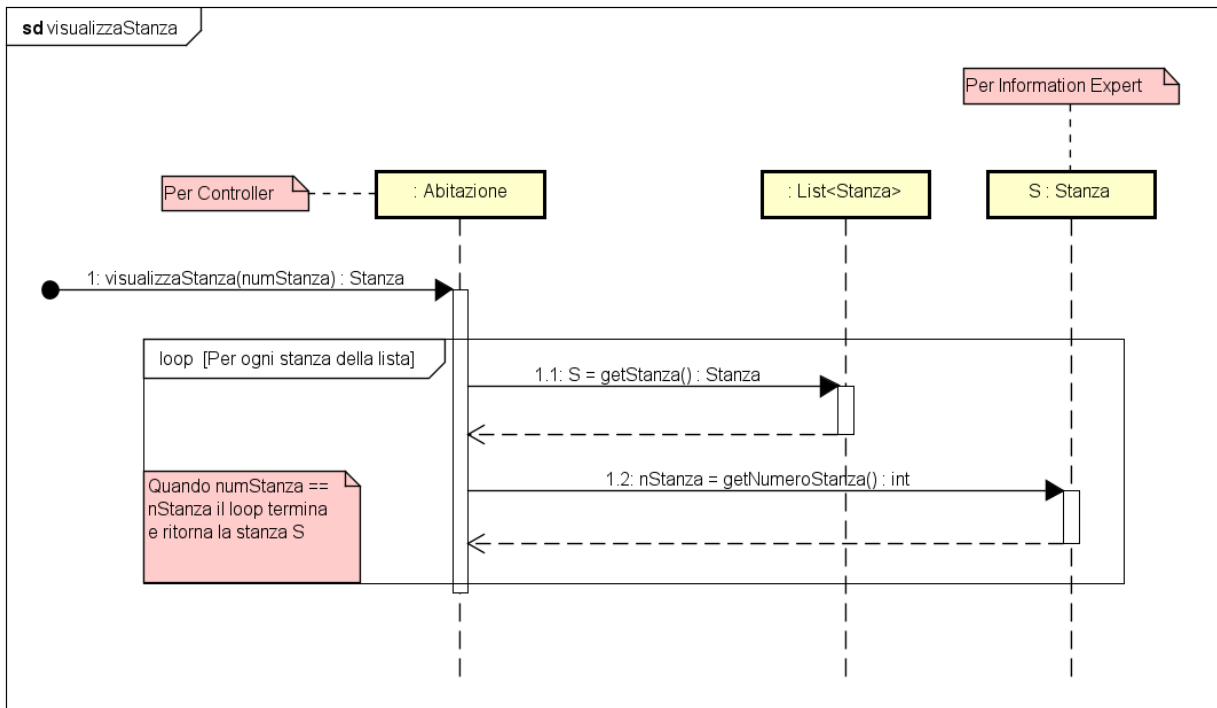 sd visualizzaStanza
Per Information Expert
Per Controller
: Abitazione
: List<Stanza>
S : Stanza
1: visualizzaStanza(numStanza) : Stanza
loop [Per ogni stanza della lista]
1.1: S = getStanza() : Stanza
1.2: nStanza = getNumeroStanza() : int
Quando numStanza ==
nStanza il loop termina
e ritorna la stanza S